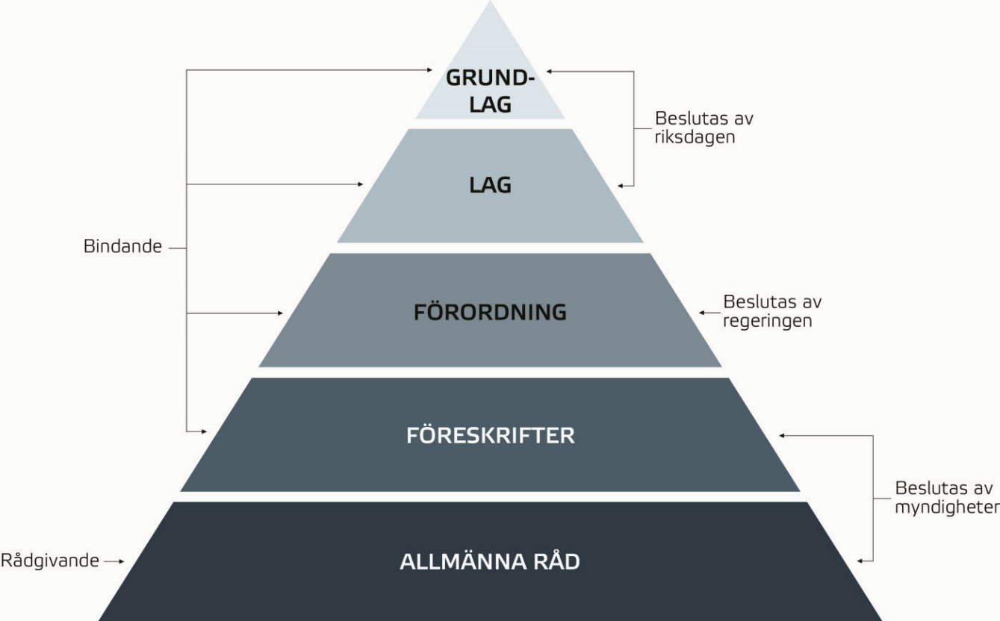 GRUND-
LAG
Beslutas av
riksdagen
LAG
Bindande
FÖRORDNING
Beslutas av
regeringen
FÖRESKRIFTER
Beslutas av
myndigheter
Rådgivande
ALLMÄNNA RÅD